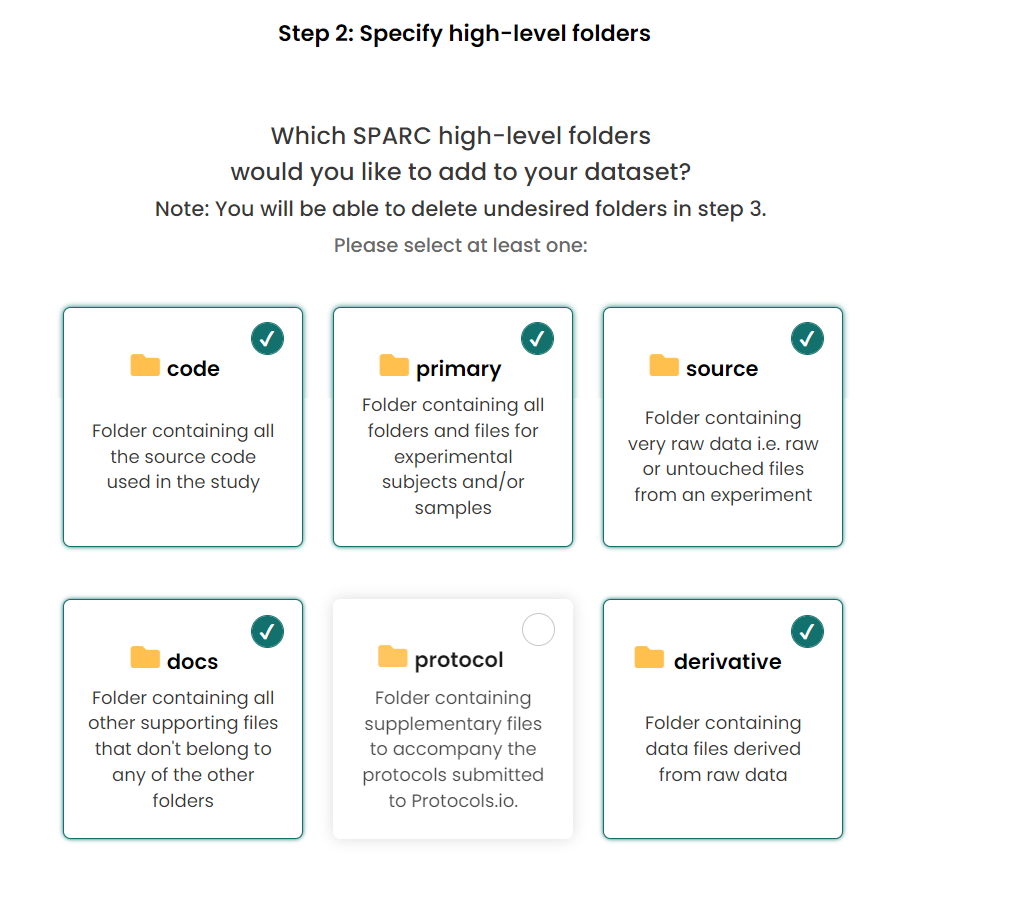 Step 2: Specify high-level folders
Which SPARC high-level folders
would you like to add to your dataset?
Note: You will be able to delete undesired folders in step 3.
Please select at least one:
code
Folder containing all
the source code
used in the study
primary
Folder containing all
folders and files for
experimental
subjects and/or
samples
source
Folder containing
very raw data i.e. raw
or untouched files
from an experiment
docs
Folder containing all
other supporting files
that don't belong to
any of the other
folders
protocol
Folder containing
supplementary files
to accompany the
protocols submitted
to Protocols.io.
derivative
Folder containing
data files derived
from raw data